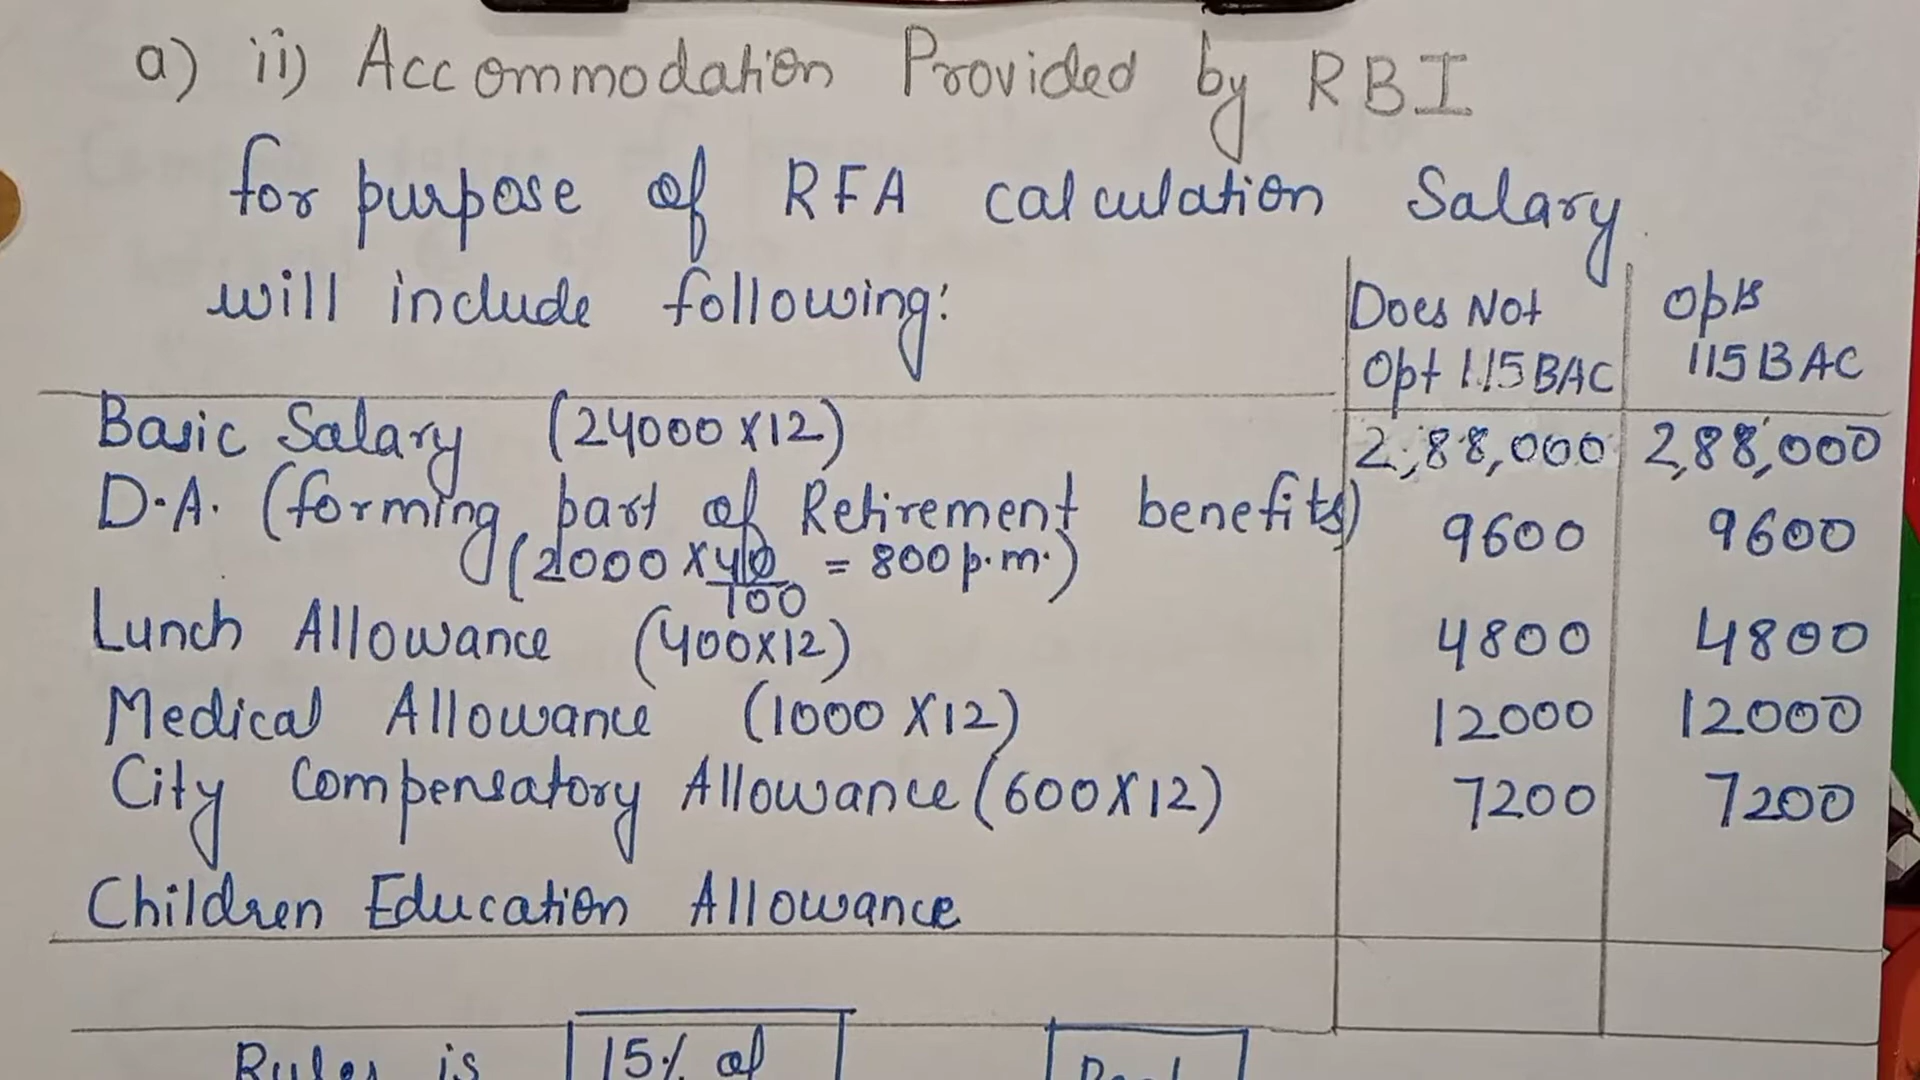 a) ii) Accommodation Provided by RBI
for purpose of RFA calculation Salary
will include following:
Does Not Opt 115BAC
Opts 115BAC
Basic Salary (24000 x12) 2,88,000 2,88,000
D.A. (forming part of Retirement benefits) 9600 9600
(2000 x 40/100 = 800 p.m.)
Lunch Allowance (400x12) 4800 4800
Medical Allowance (1000 x12) 12000 12000
City Compensatory Allowance (600x12) 7200 7200
Children Education Allowance
Rules is 15% of